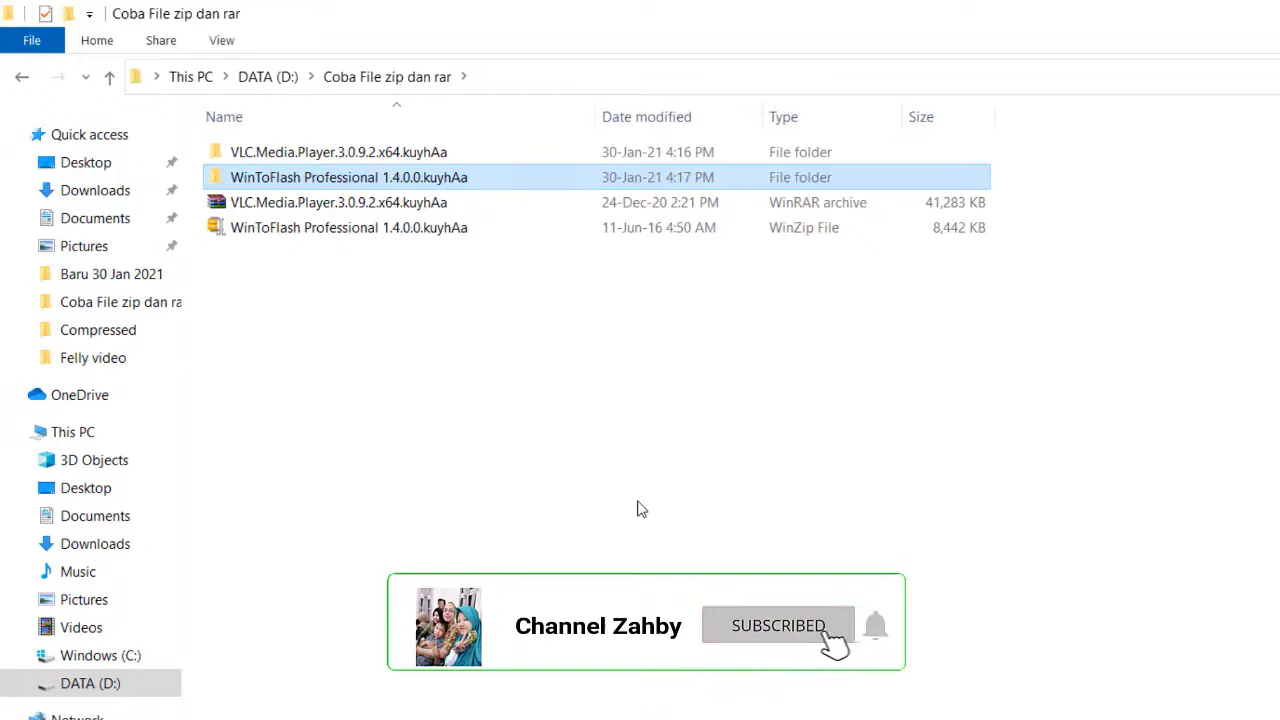 Coba File zip dan rar
File Home Share View
This PC DATA (D:) Coba File zip dan rar
Name Date modified Type Size
VLC.Media.Player.3.0.9.2.x64.kuyhAa 30-Jan-21 4:16 PM File folder
WinToFlash Professional 1.4.0.0.kuyhAa 30-Jan-21 4:17 PM File folder
VLC.Media.Player.3.0.9.2.x64.kuyhAa 24-Dec-20 2:21 PM WinRAR archive 41,283 KB
WinToFlash Professional 1.4.0.0.kuyhAa 11-Jun-16 4:50 AM WinZip File 8,442 KB
Quick access
Desktop
Downloads
Documents
Pictures
Baru 30 Jan 2021
Coba File zip dan ra
Compressed
Felly video
OneDrive
This PC
3D Objects
Desktop
Documents
Downloads
Music
Pictures
Videos
Windows (C:)
DATA (D:)
Network
Channel Zahby SUBSCRIBED